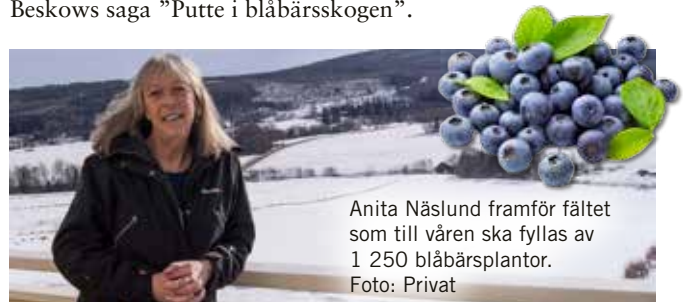 Beskows saga ”Putte i blåbärsskogen”.
Anita Näslund framför fältet
som till våren ska fyllas av
1 250 blåbärsplantor.
Foto: Privat